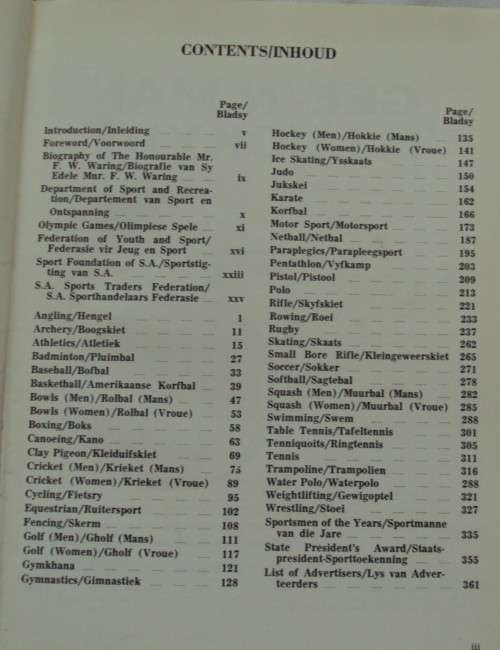 CONTENTS/INHOUD
Page/
Bladsy
Introduction/Inleiding v
Foreword/Voorwoord vii
Biography of The Honourable Mr.
F. W. Waring/Biografie van Sy
Edele Mnr. F. W. Waring ix
Department of Sport and Recrea-
tion/Departement van Sport en
Ontspanning x
Olympic Games/Olimpiese Spele xi
Federation of Youth and Sport/
Federasie vir Jeug en Sport xvi
Sport Foundation of S.A./Sportstig-
ting van S.A. xxiii
S.A. Sports Traders Federation/
S.A. Sporthandelaars Federasie xxv
Angling/Hengel 1
Archery/Boogskiet 11
Athletics/Atletiek 15
Badminton/Pluimbal 27
Baseball/Bofbal 33
Basketball/Amerikaanse Korfbal 39
Bowls (Men)/Rolbal (Mans) 47
Bowls (Women)/Rolbal (Vroue) 53
Boxing/Boks 58
Canoeing/Kano 63
Clay Pigeon/Kleiduifskiet 69
Cricket (Men)/Krieket (Mans) 75
Cricket (Women)/Krieket (Vroue) 89
Cycling/Fietsry 95
Equestrian/Ruitersport 102
Fencing/Skerm 108
Golf (Men)/Gholf (Mans) 111
Golf (Women)/Gholf (Vroue) 117
Gymkhana 121
Gymnastics/Gimnastiek 128
Page/
Bladsy
Hockey (Men)/Hokkie (Mans) 135
Hockey (Women)/Hokkie (Vroue) 141
Ice Skating/Ysskaats 147
Judo 150
Jukskei 154
Karate 162
Korfbal 166
Motor Sport/Motorsport 173
Netball/Netbal 187
Paraplegics/Parapleegsport 195
Pentathlon/Vyfkamp 203
Pistol/Pistool 209
Polo 213
Rifle/Skyfskiet 221
Rowing/Roei 233
Rugby 237
Skating/Skaats 262
Small Bore Rifle/Kleingeweerskiet 265
Soccer/Sokker 271
Softball/Sagtebal 278
Squash (Men)/Muurbal (Mans) 282
Squash (Women)/Muurbal (Vroue) 285
Swimming/Swem 288
Table Tennis/Tafeltennis 301
Tenniquoits/Ringtennis 305
Tennis 311
Trampoline/Trampolien 316
Water Polo/Waterpolo 288
Weightlifting/Gewigoptel 321
Wrestling/Stoei 327
Sportsmen of the Years/Sportmanne
van die Jare 335
State President's Award/Staats-
president-Sporttoekenning 355
List of Advertisers/Lys van Adver-
teerders 361
iii